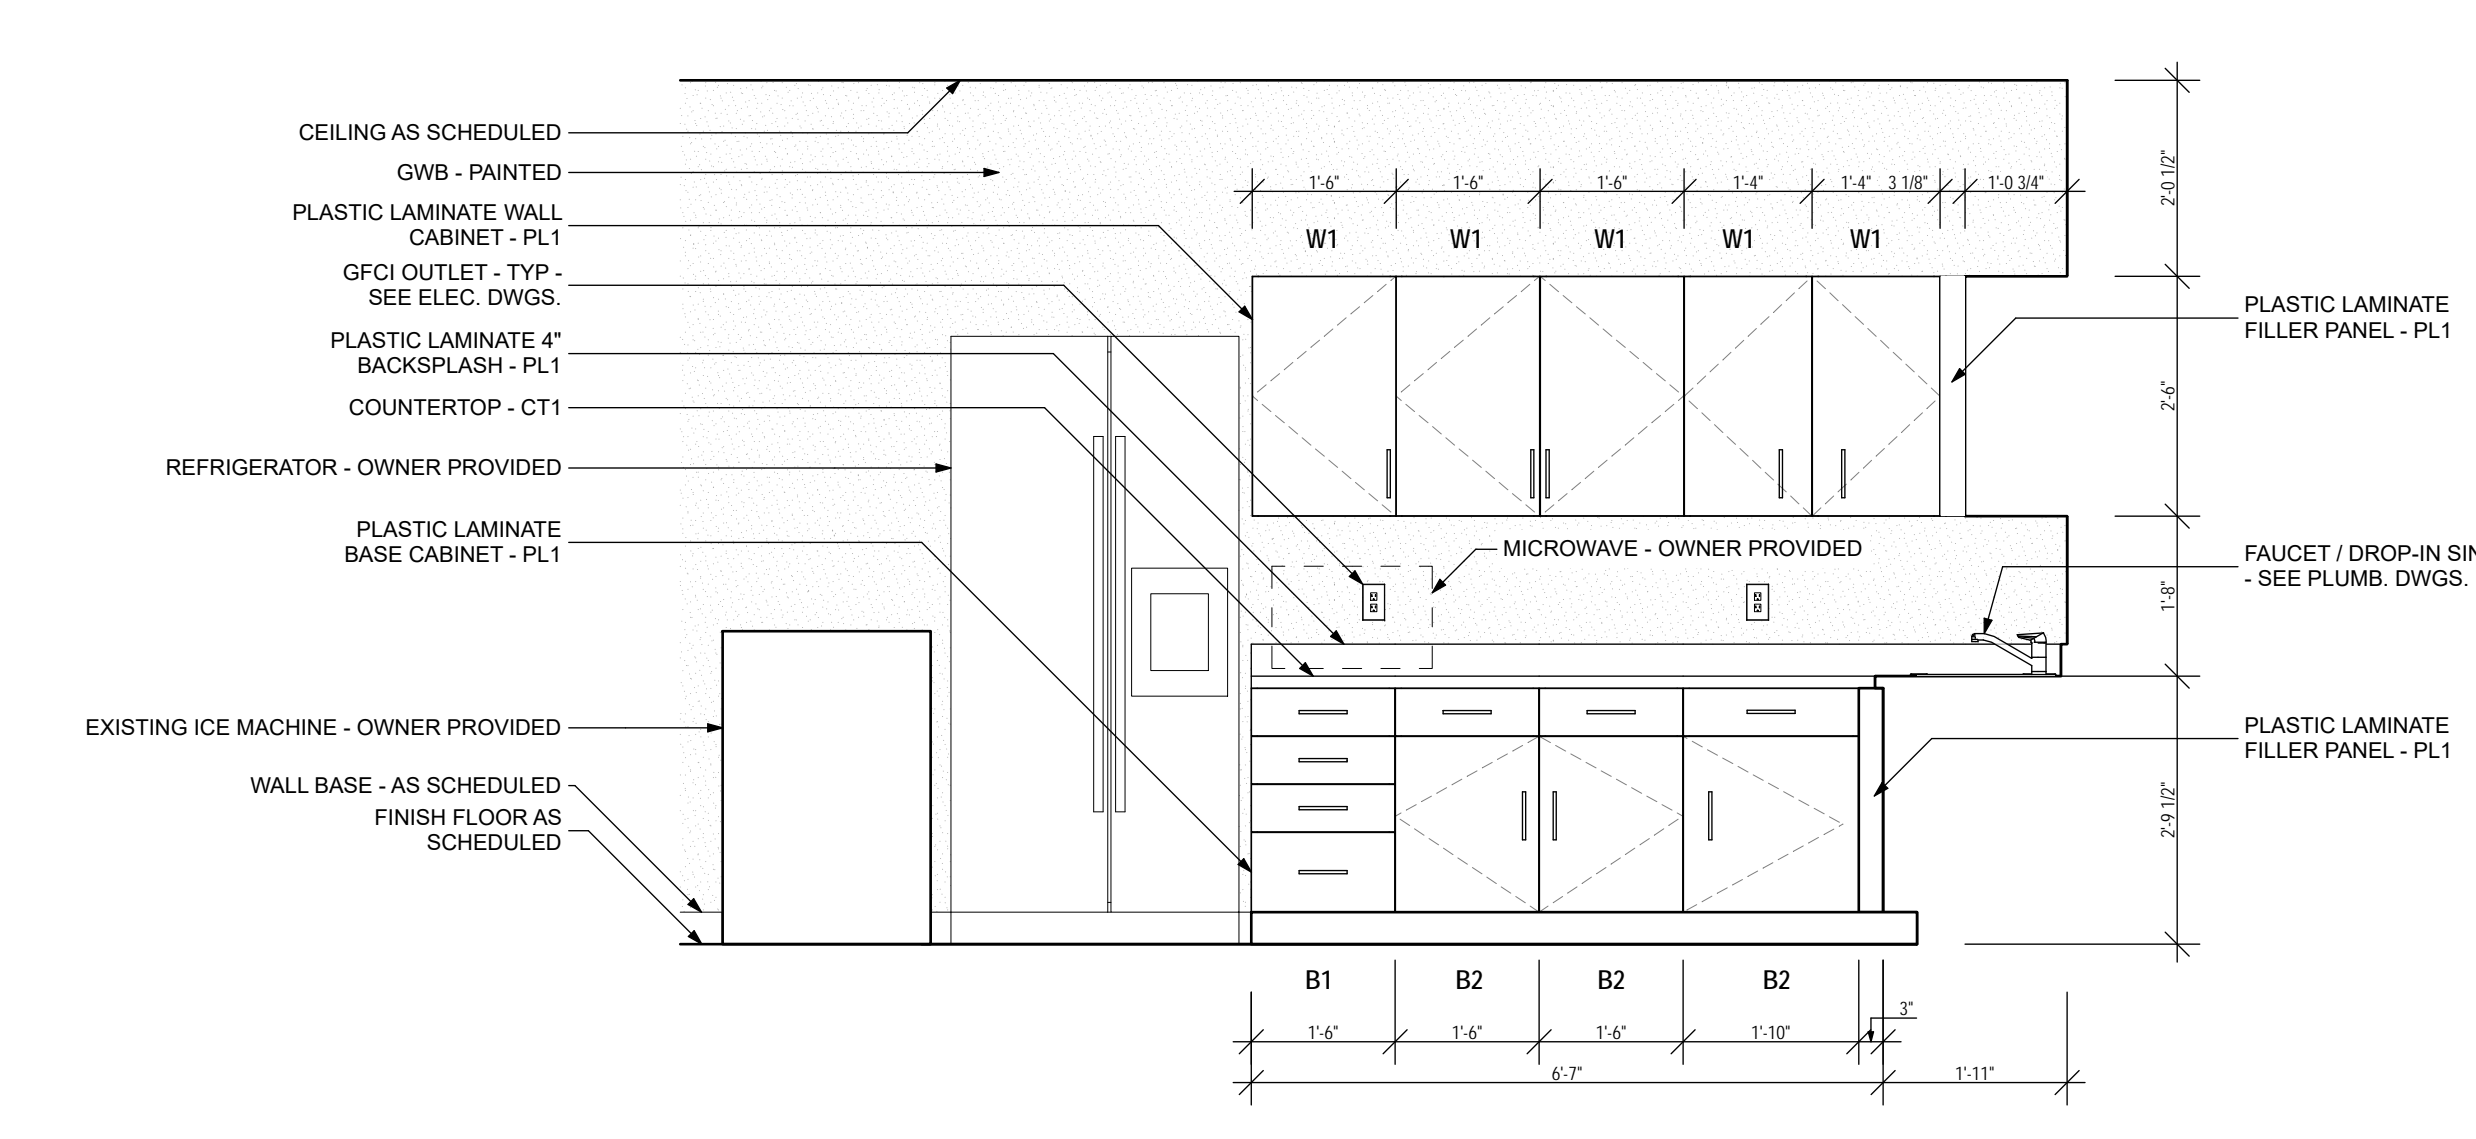 CEILING AS SCHEDULED
GWB - PAINTED
PLASTIC LAMINATE WALL
CABINET - PL1
GFCI OUTLET - TYP -
SEE ELEC. DWGS.
PLASTIC LAMINATE 4"
BACKSPLASH - PL1
COUNTERTOP - CT1
REFRIGERATOR - OWNER PROVIDED
PLASTIC LAMINATE
BASE CABINET - PL1
EXISTING ICE MACHINE - OWNER PROVIDED
WALL BASE - AS SCHEDULED
FINISH FLOOR AS
SCHEDULED
1'-6" 1'-6" 1'-6" 1'-4" 1'-4" 3 1/8" 1'-0 3/4"
W1 W1 W1 W1 W1
MICROWAVE - OWNER PROVIDED
2'-0 1/2"
2'-6"
1'-8"
2'-9 1/2"
PLASTIC LAMINATE
FILLER PANEL - PL1
FAUCET / DROP-IN SIN
- SEE PLUMB. DWGS.
PLASTIC LAMINATE
FILLER PANEL - PL1
B1 B2 B2 B2
3"
1'-6" 1'-6" 1'-6" 1'-10"
6'-7" 1'-11"